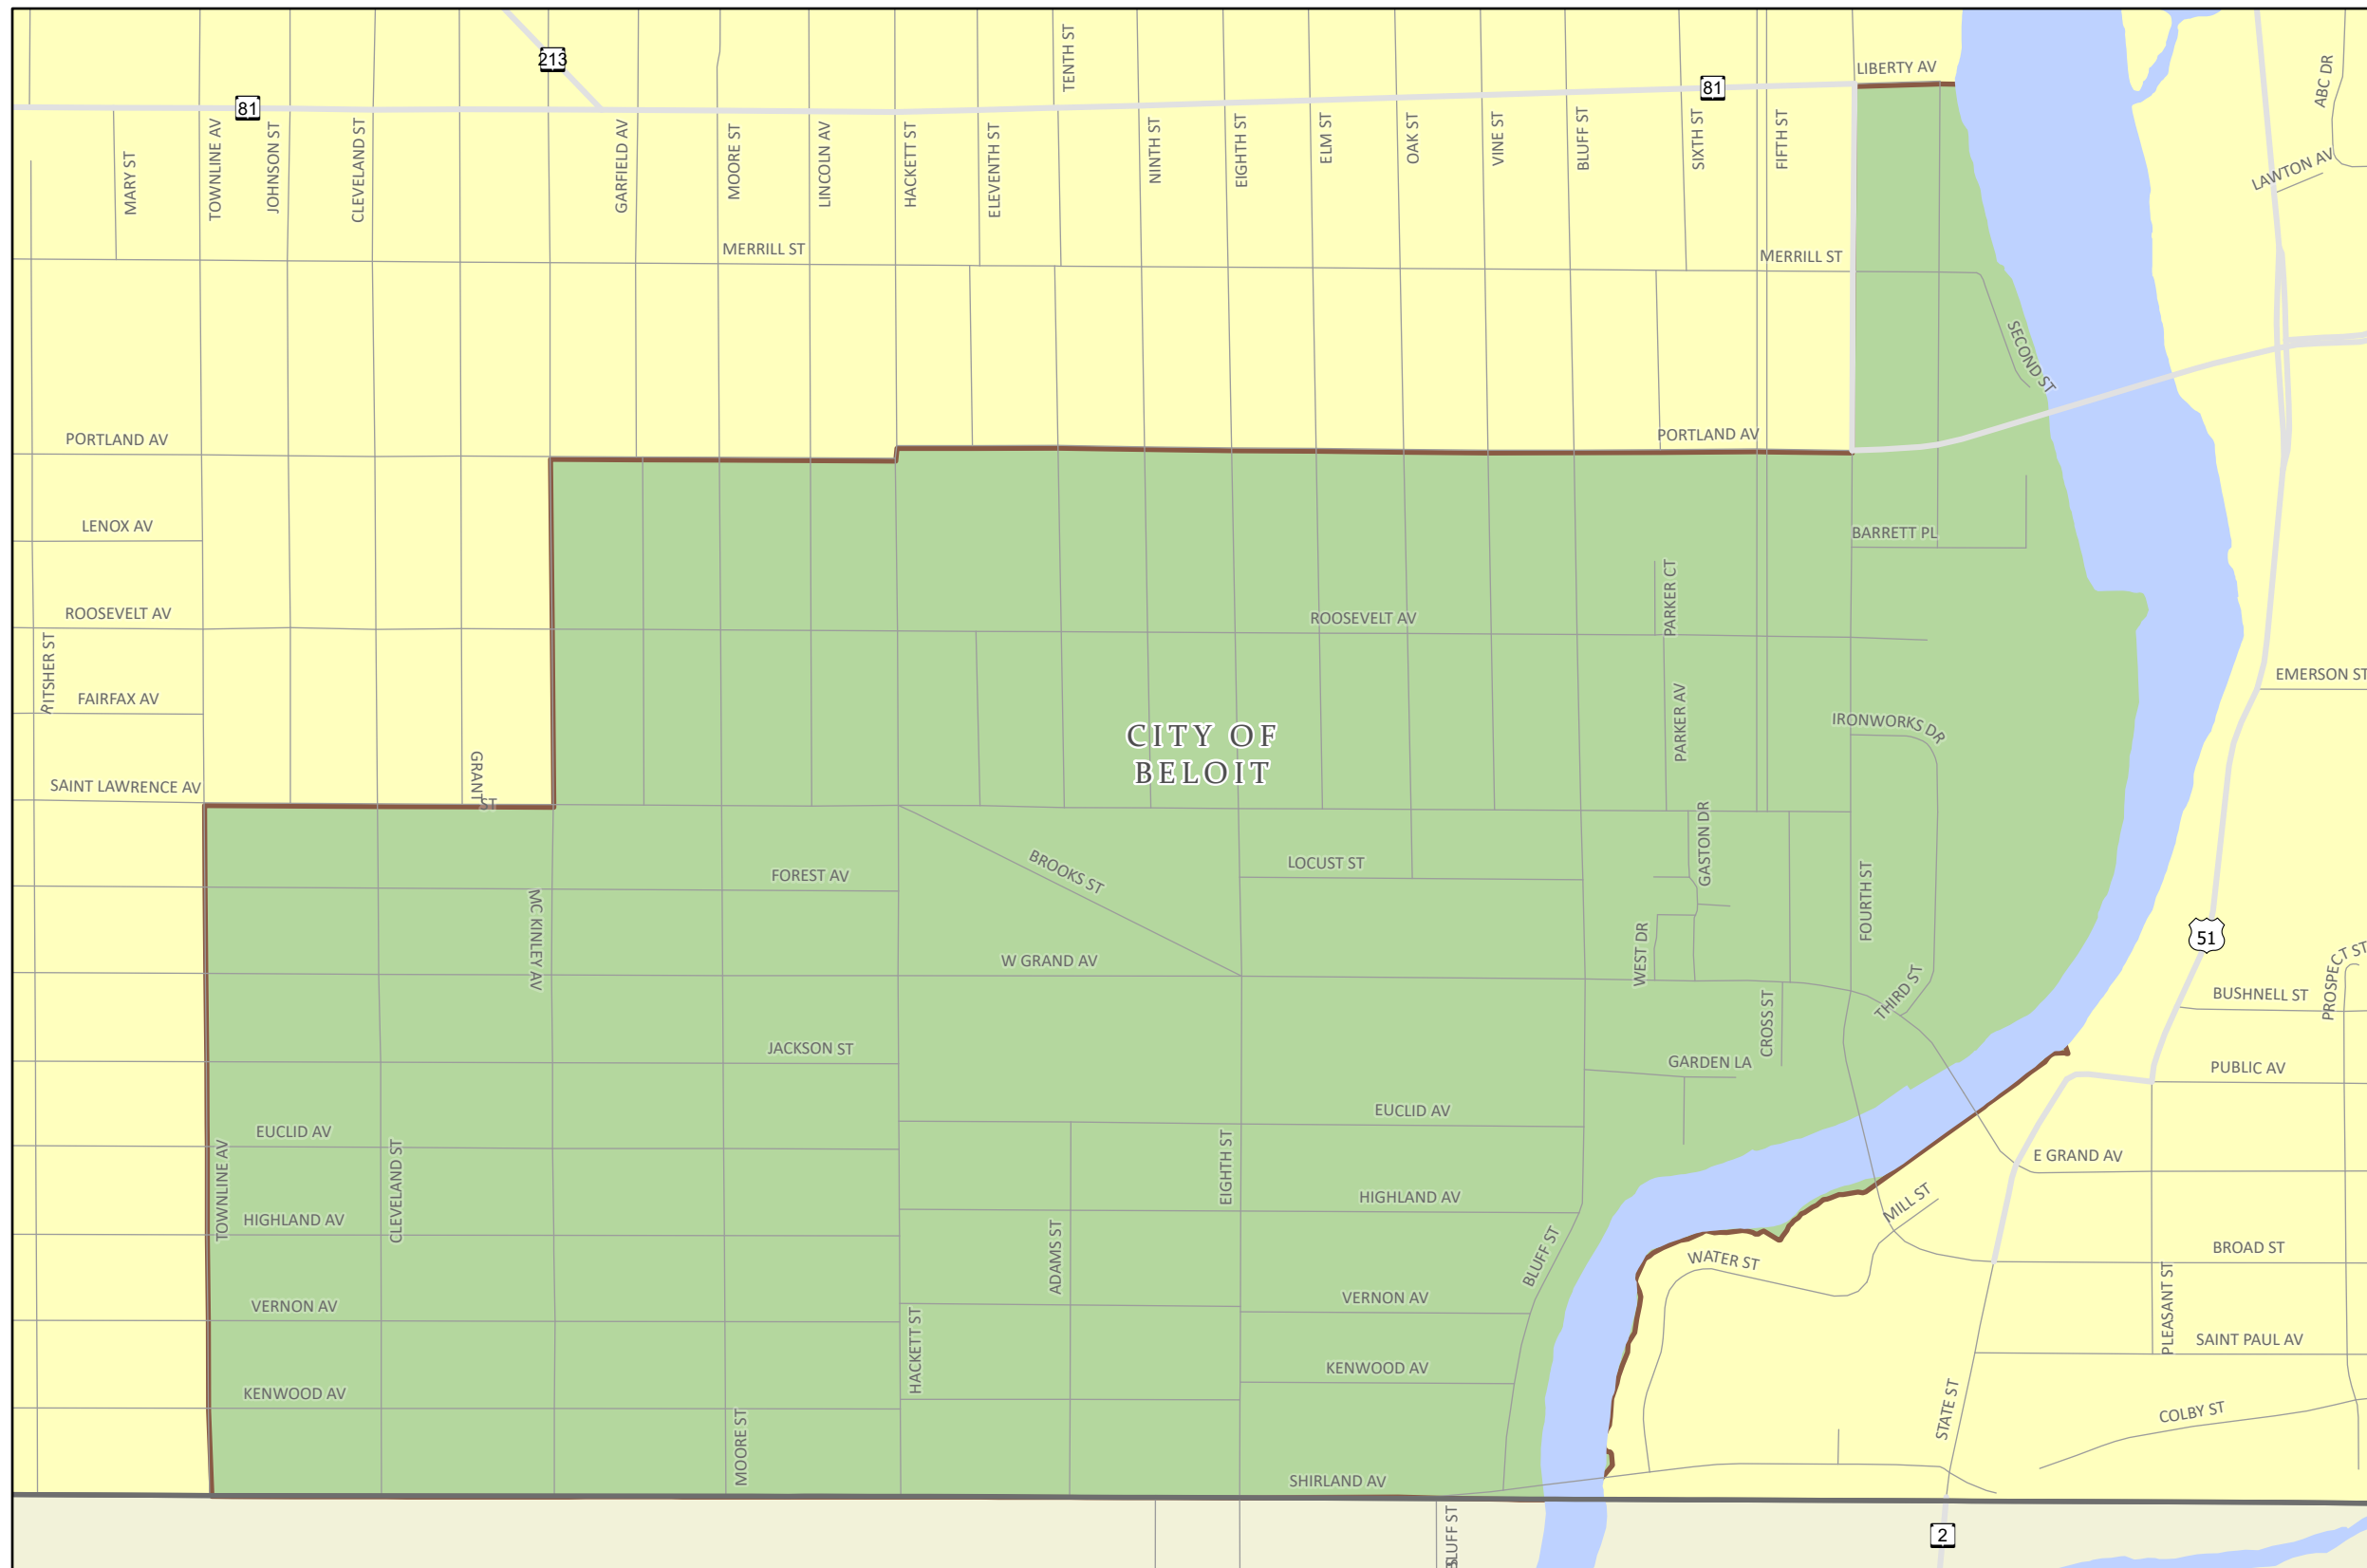 TENTH ST
213
LIBERTY AV
ABC DR
81
81
MARY ST
TOWNLINE AV
JOHNSON ST
CLEVELAND ST
GARFIELD AV
MOORE ST
LINCOLN AV
HACKETT ST
ELEVENTH ST
NINTH ST
EIGHTH ST
ELM ST
OAK ST
VINE ST
BLUFF ST
SIXTH ST
FIFTH ST
LAWTON AV
MERRILL ST
MERRILL ST
SECOND ST
PORTLAND AV
PORTLAND AV
LENOX AV
BARRETT PL
ROOSEVELT AV
ROOSEVELT AV
PARKER CT
RITSHER ST
EMERSON ST
FAIRFAX AV
PARKER AV
IRONWORKS DR
CITY OF
BELOIT
GRANT ST
SAINT LAWRENCE AV
GASTON DR
LOCUST ST
BROOKS ST
FOREST AV
FOURTH ST
MC KINLEY AV
51
WEST DR
W GRAND AV
PROSPECT ST
THIRD ST
BUSHNELL ST
CROSS ST
JACKSON ST
GARDEN LA
PUBLIC AV
EUCLID AV
EUCLID AV
TOWNLINE AV
CLEVELAND ST
EIGHTH ST
E GRAND AV
HIGHLAND AV
HIGHLAND AV
MILL ST
ADAMS ST
BLUFF ST
WATER ST
BROAD ST
VERNON AV
VERNON AV
PLEASANT ST
SAINT PAUL AV
HACKETT ST
KENWOOD AV
KENWOOD AV
STATE ST
COLBY ST
MOORE ST
SHIRLAND AV
BLUFF ST
2